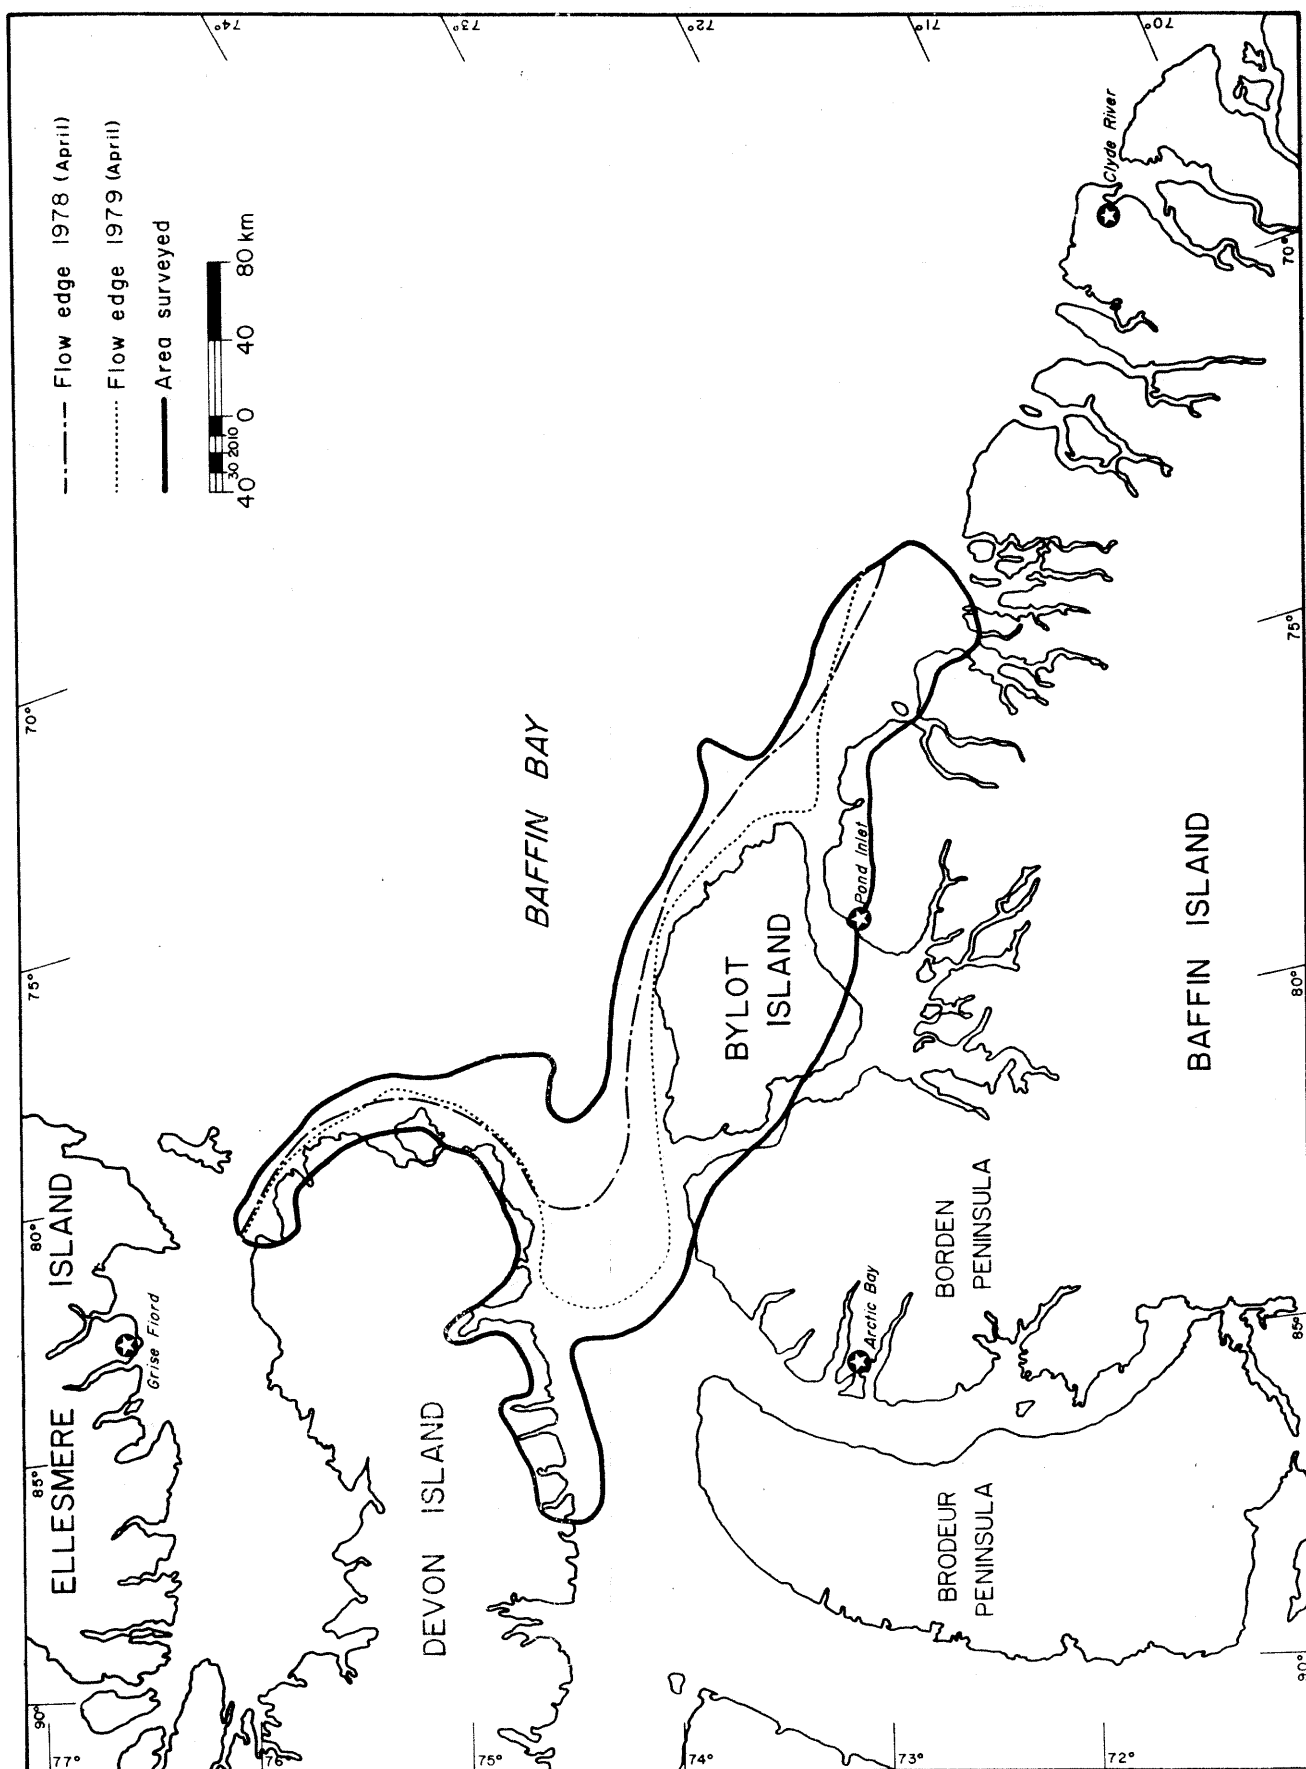 74°
73°
72°
71°
70°
Flow edge 1978 (April)
Flow edge 1979 (April)
Area surveyed
40 30 20 10 0 40 80 km
Clyde River
70°
75°
80°
85°
90°
70°
75°
80°
85°
90°
BAFFIN BAY
BYLOT
ISLAND
Pond Inlet
BAFFIN ISLAND
ELLESMERE ISLAND
Grise Fiord
DEVON ISLAND
BORDEN
PENINSULA
Arctic Bay
BRODEUR
PENINSULA
77°
76°
75°
74°
73°
72°